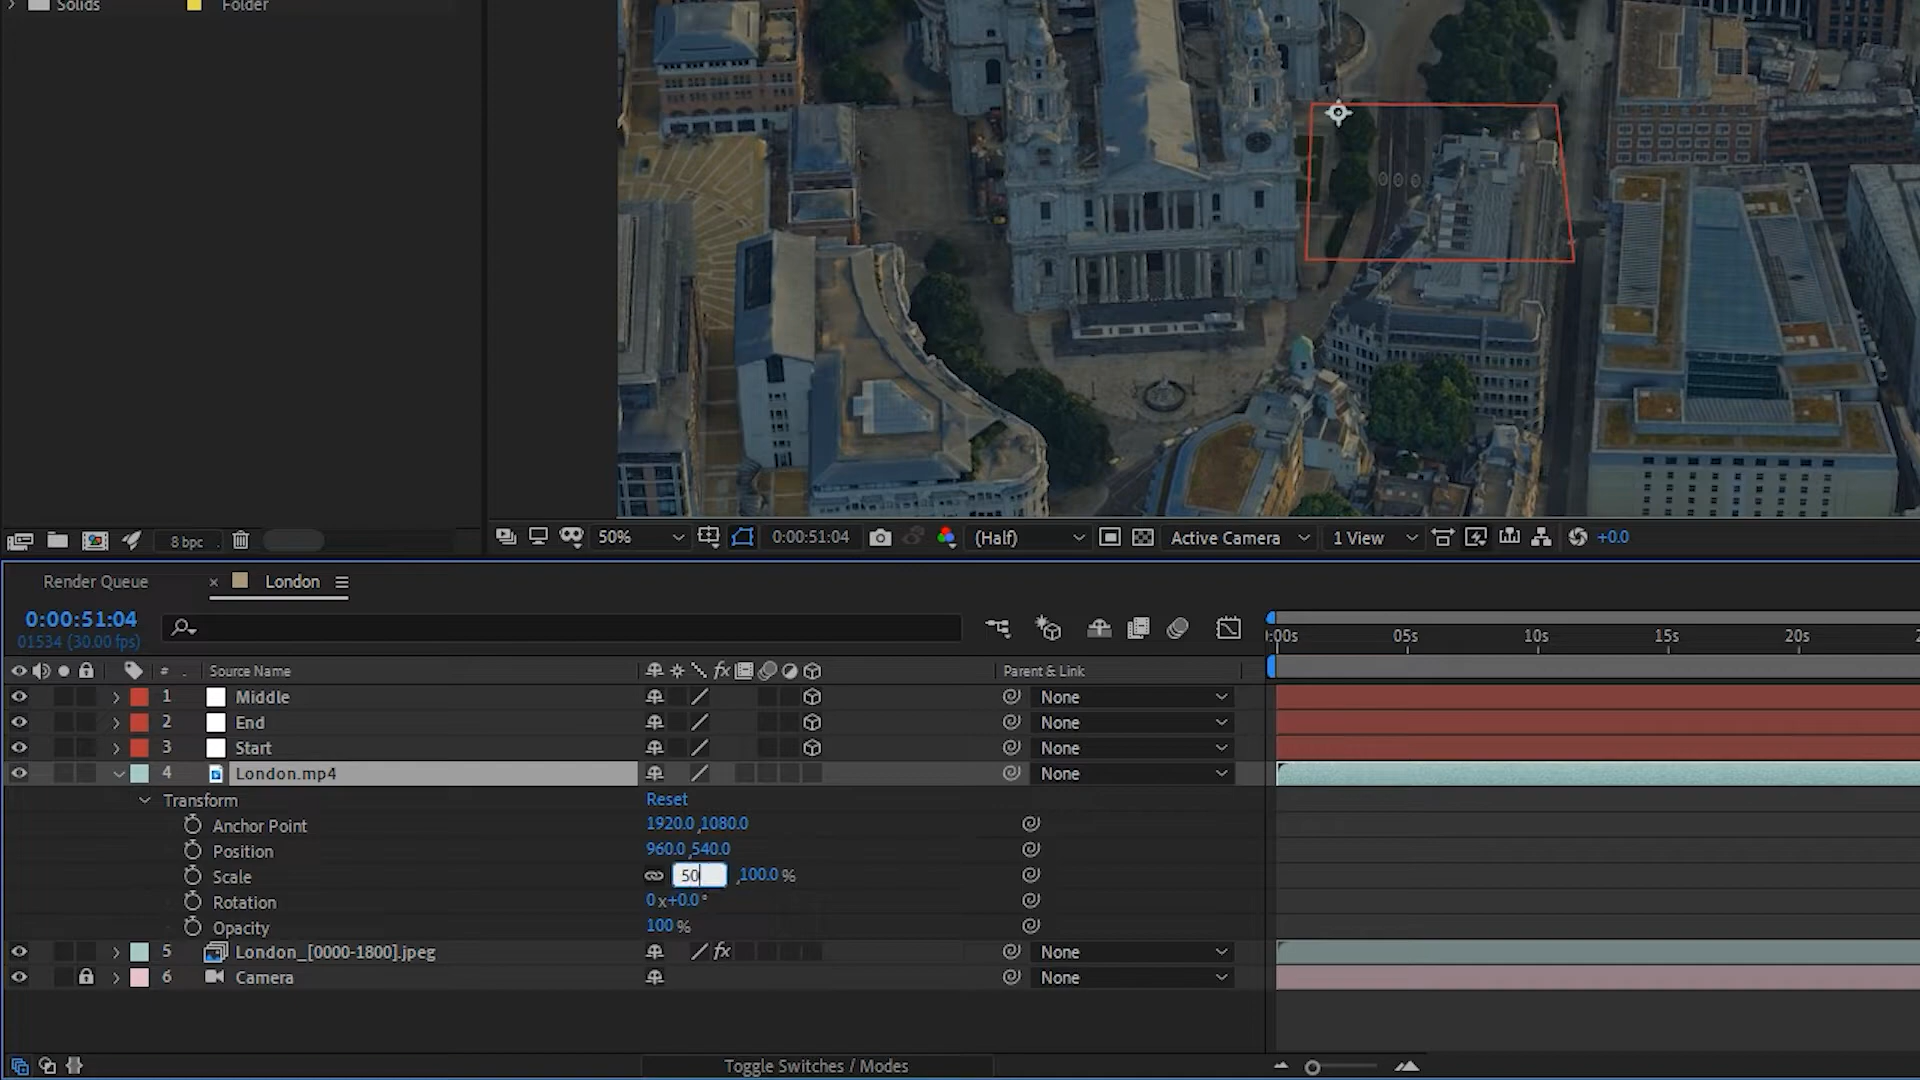 Solids
Folder
8 bpc
50%
0:00:51:04
(Half)
Active Camera
1 View
+0.0
Render Queue
× London
0:00:51:04
01534 (30.00 fps)
:00s 05s 10s 15s 20s 2
# . Source Name fx Parent & Link
1 Middle None
2 End None
3 Start None
4 London.mp4 None
Transform Reset
Anchor Point 1920.0,1080.0
Position 960.0,540.0
Scale 50 ,100.0 %
Rotation 0x+0.0°
Opacity 100 %
5 London_[0000-1800].jpeg fx None
6 Camera None
Toggle Switches / Modes